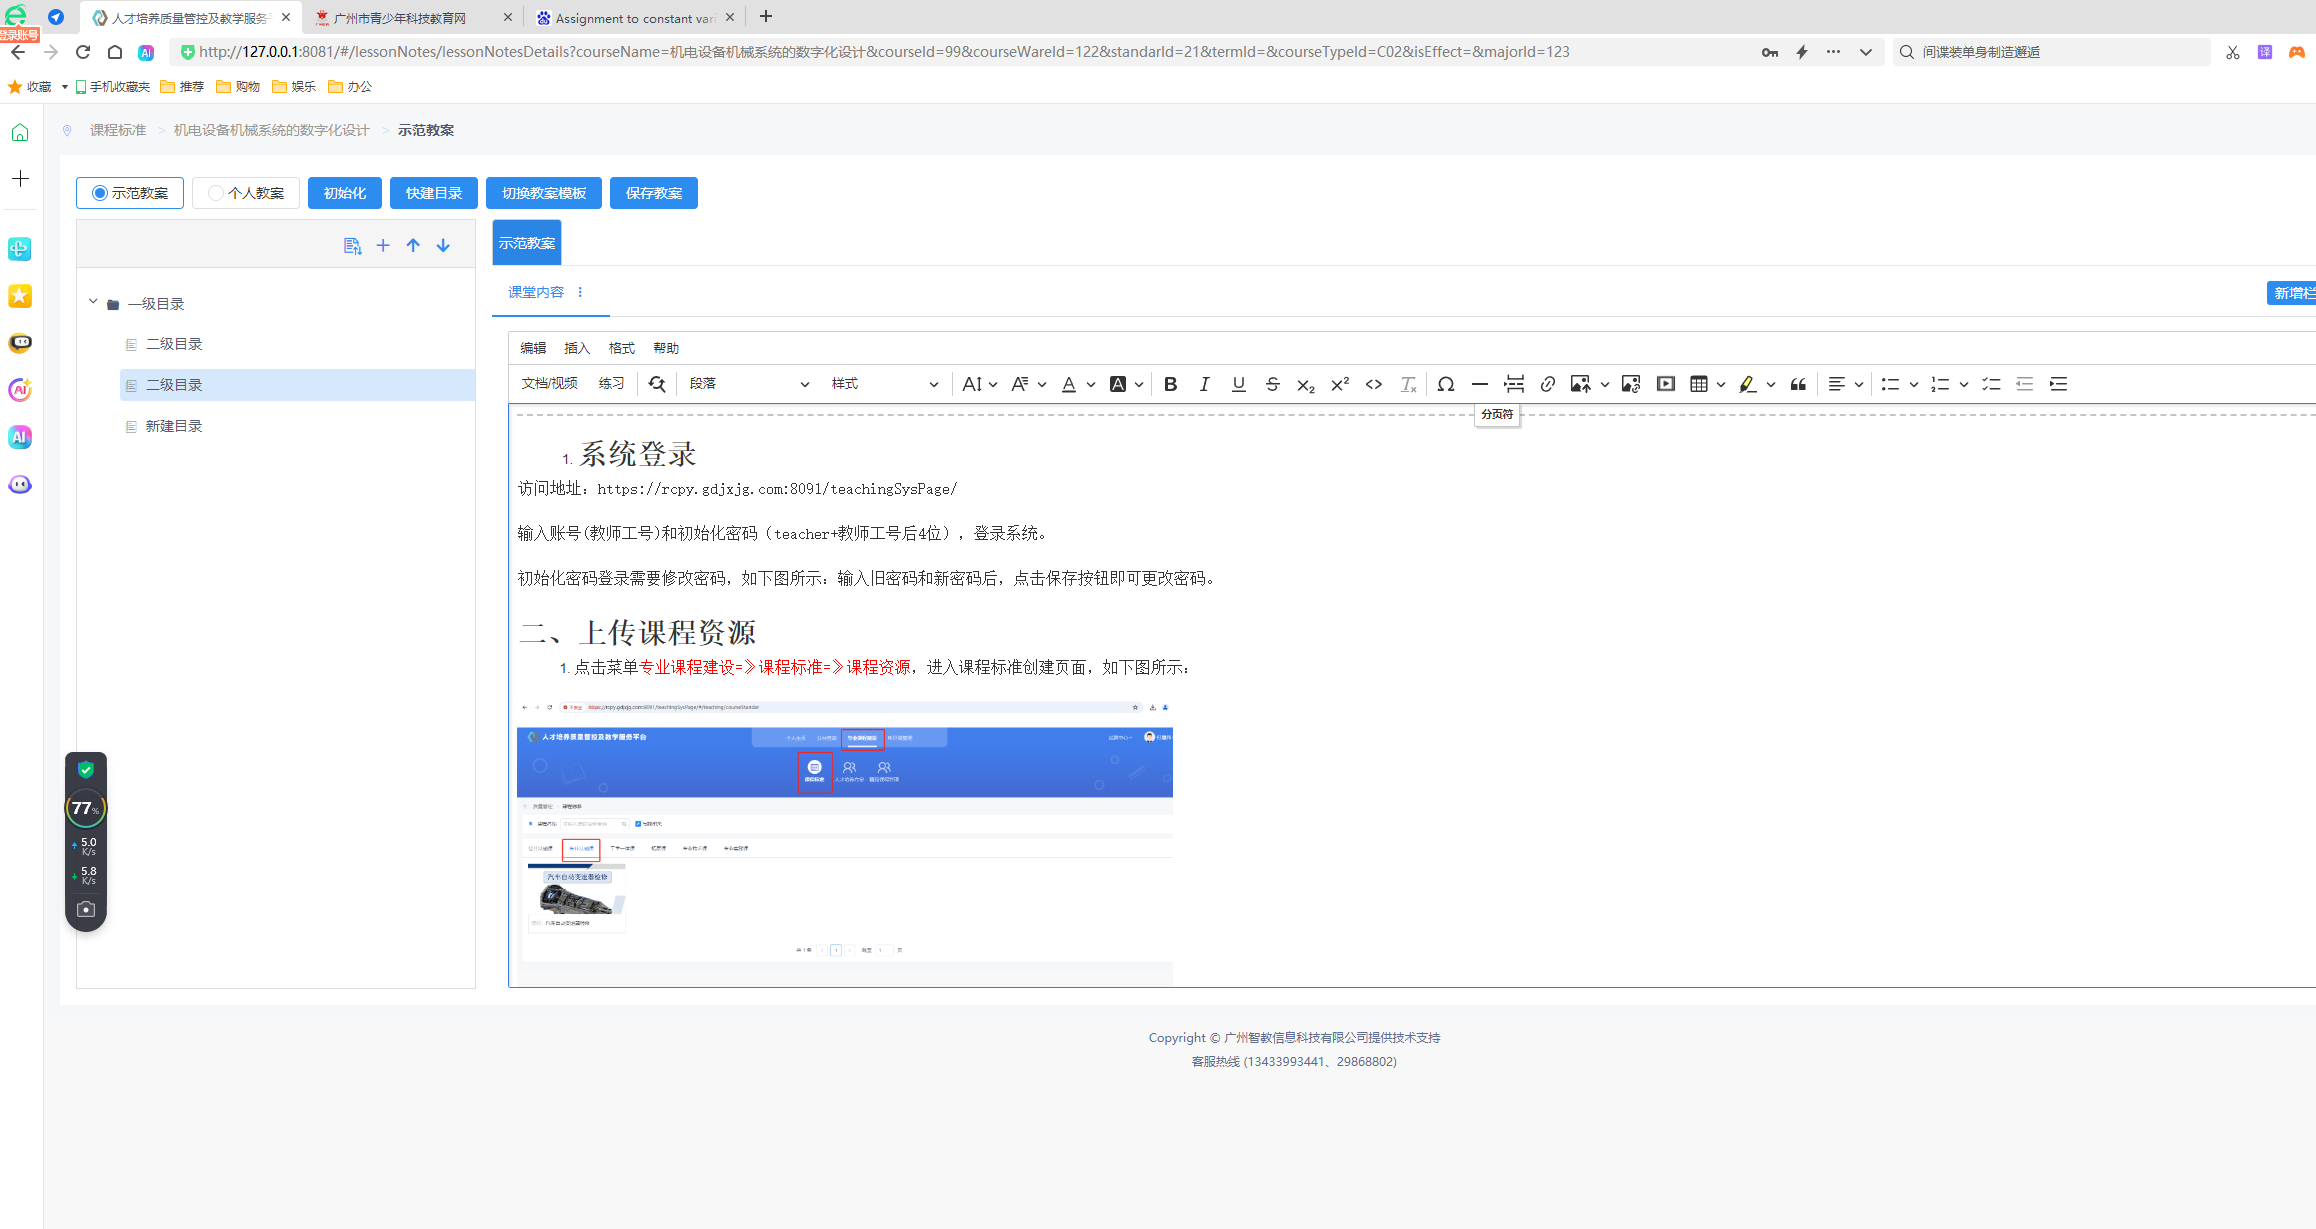 人才培养质量管控及教学服务
广州市青少年科技教育网
Assignment to constant vari
登录账号
http://127.0.0.1:8081/#/lessonNotes/lessonNotesDetails?courseName=机电设备机械系统的数字化设计&courseId=99&courseWareId=122&standarId=21&termId=&courseTypeId=C02&isEffect=&majorId=123
间谍装单身制造邂逅
收藏 手机收藏夹 推荐 购物 娱乐 办公
课程标准 > 机电设备机械系统的数字化设计 > 示范教案
示范教案 个人教案 初始化 快建目录 切换教案模板 保存教案
示范教案
课堂内容
新增栏
一级目录
二级目录
二级目录
新建目录
编辑 插入 格式 帮助
文档/视频 练习 段落 样式
分页符
1. 系统登录
访问地址：https://rcpy.gdjxjg.com:8091/teachingSysPage/
输入账号(教师工号)和初始化密码（teacher+教师工号后4位），登录系统。
初始化密码登录需要修改密码，如下图所示：输入旧密码和新密码后，点击保存按钮即可更改密码。
二、上传课程资源
1. 点击菜单专业课程建设=》课程标准=》课程资源，进入课程标准创建页面，如下图所示：
https://rcpy.gdjxjg.com:8091/teachingSysPage/#/teaching/courseStandar
人才培养质量管控及教学服务平台
汽车自动变速器检修
77%
5.0
K/s
5.8
K/s
Copyright © 广州智教信息科技有限公司提供技术支持
客服热线 (13433993441、29868802)